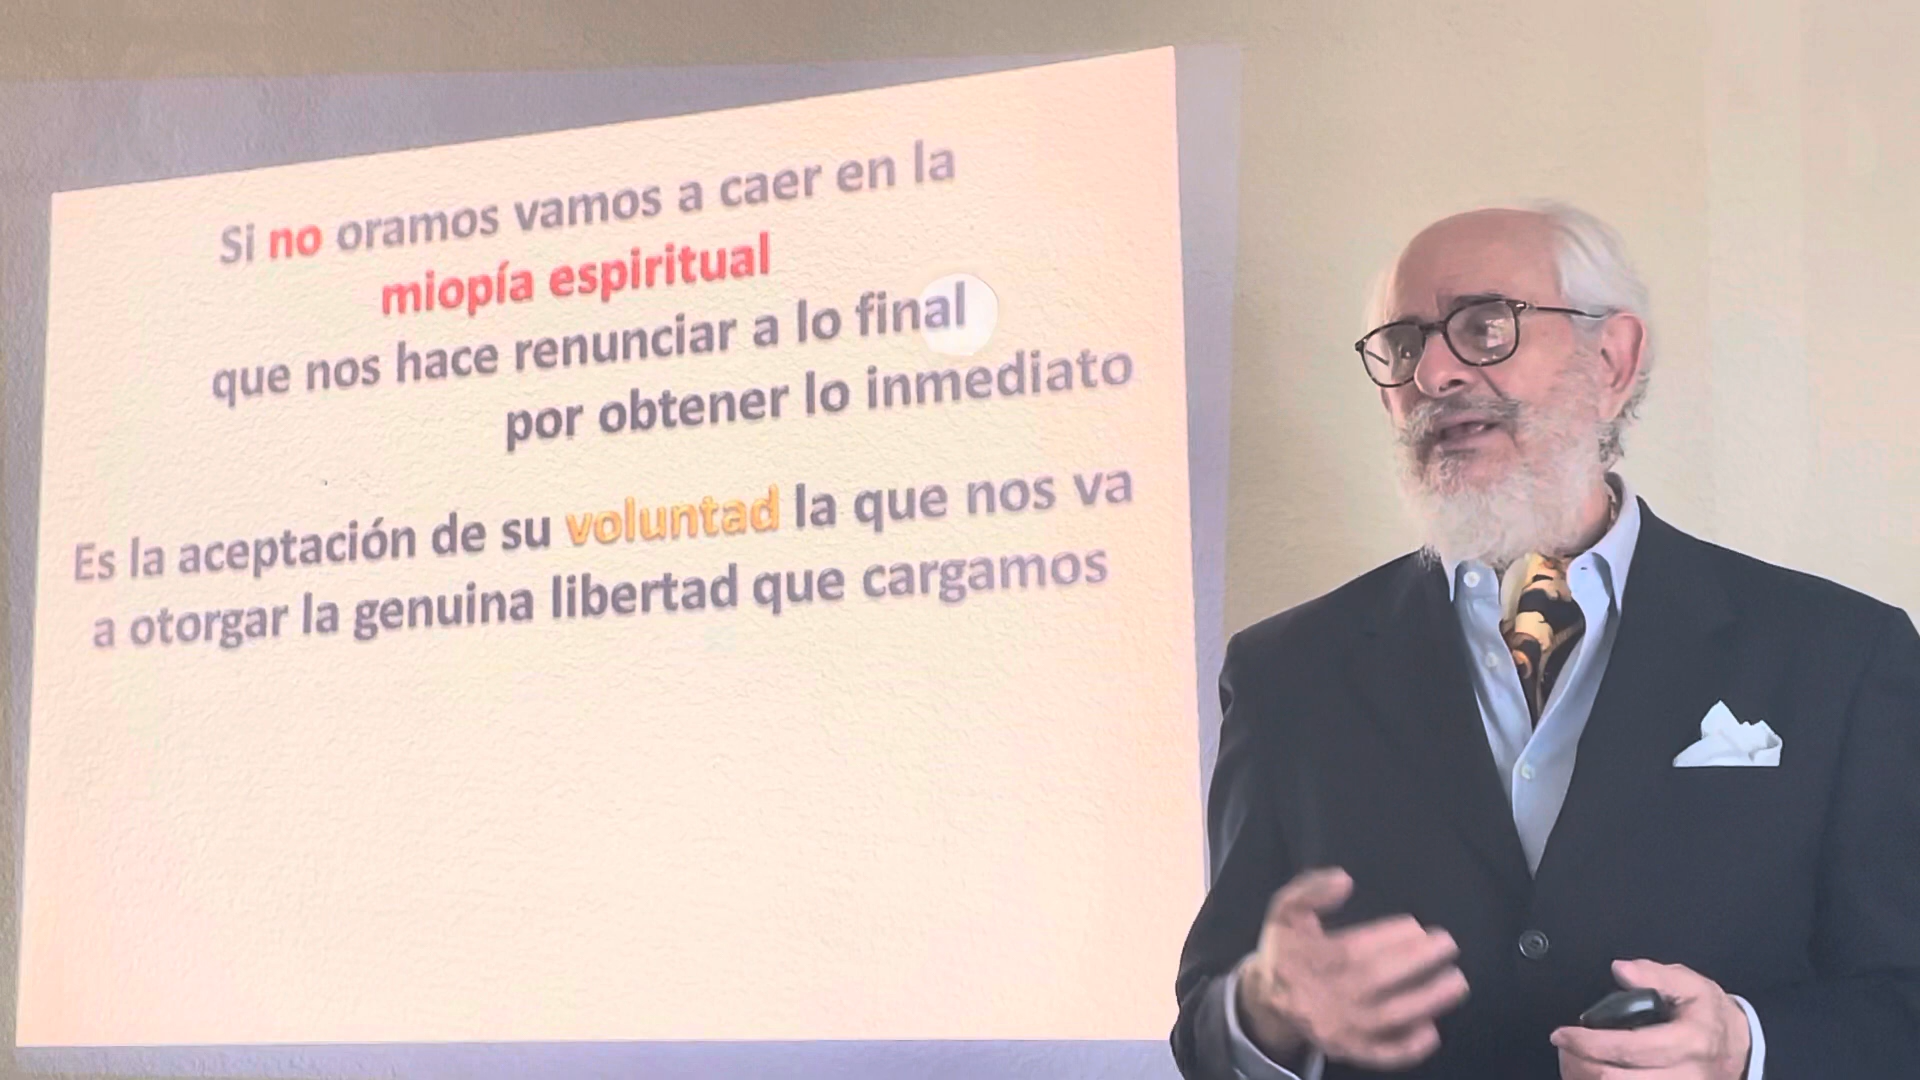 Si no oramos vamos a caer en la
miopía espiritual
que nos hace renunciar a lo final
por obtener lo inmediato
Es la aceptación de su voluntad la que nos va
a otorgar la genuina libertad que cargamos